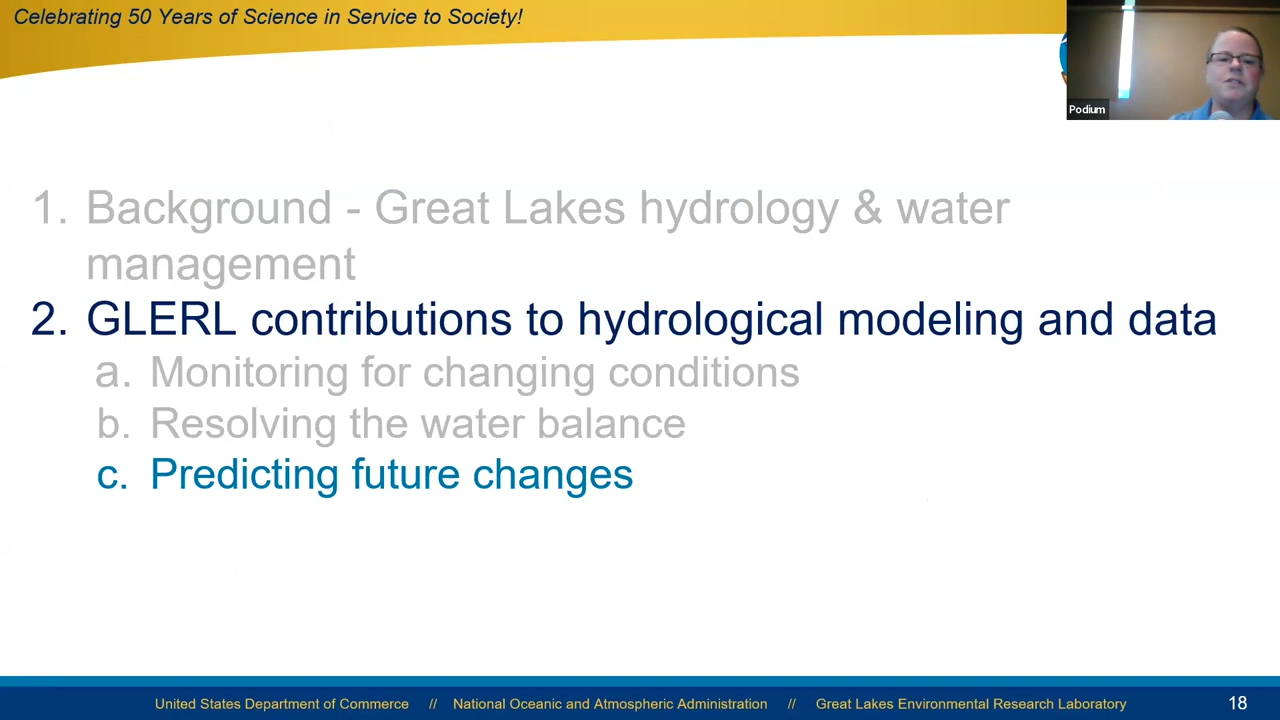 Celebrating 50 Years of Science in Service to Society!
Podium
1. Background - Great Lakes hydrology & water
management
2. GLERL contributions to hydrological modeling and data
a. Monitoring for changing conditions
b. Resolving the water balance
c. Predicting future changes
United States Department of Commerce // National Oceanic and Atmospheric Administration // Great Lakes Environmental Research Laboratory 18